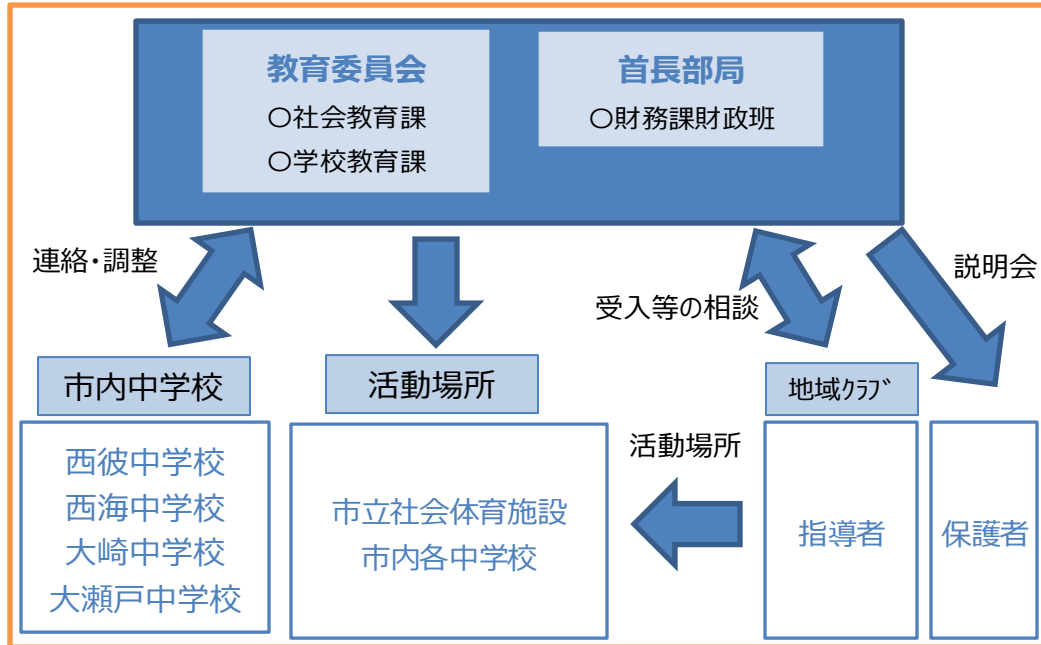 教育委員会
〇社会教育課
〇学校教育課
首長部局
〇財務課財政班
連絡・調整
受入等の相談
説明会
市内中学校
西彼中学校
西海中学校
大崎中学校
大瀬戸中学校
活動場所
市立社会体育施設
市内各中学校
活動場所
地域ｸﾗﾌﾞ
指導者
保護者